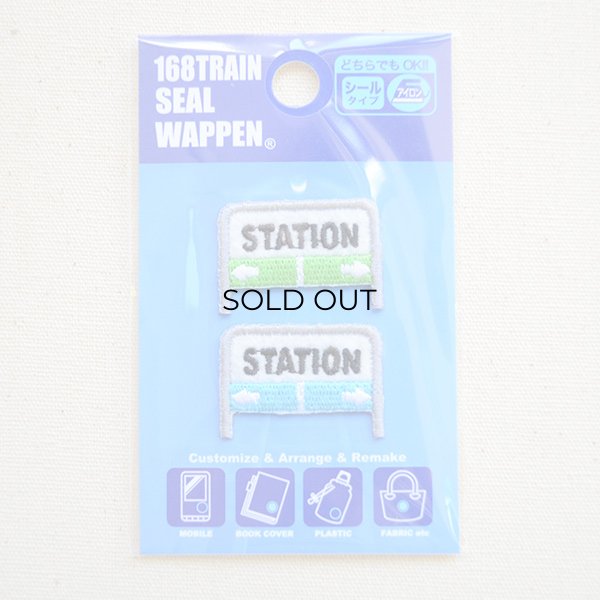 168TRAIN
SEAL
WAPPEN®
どちらでもOK!!
シール
タイプ
アイロン
STATION
SOLD OUT
STATION
Customize & Arrange & Remake
MOBILE
BOOK COVER
PLASTIC
FABRIC etc